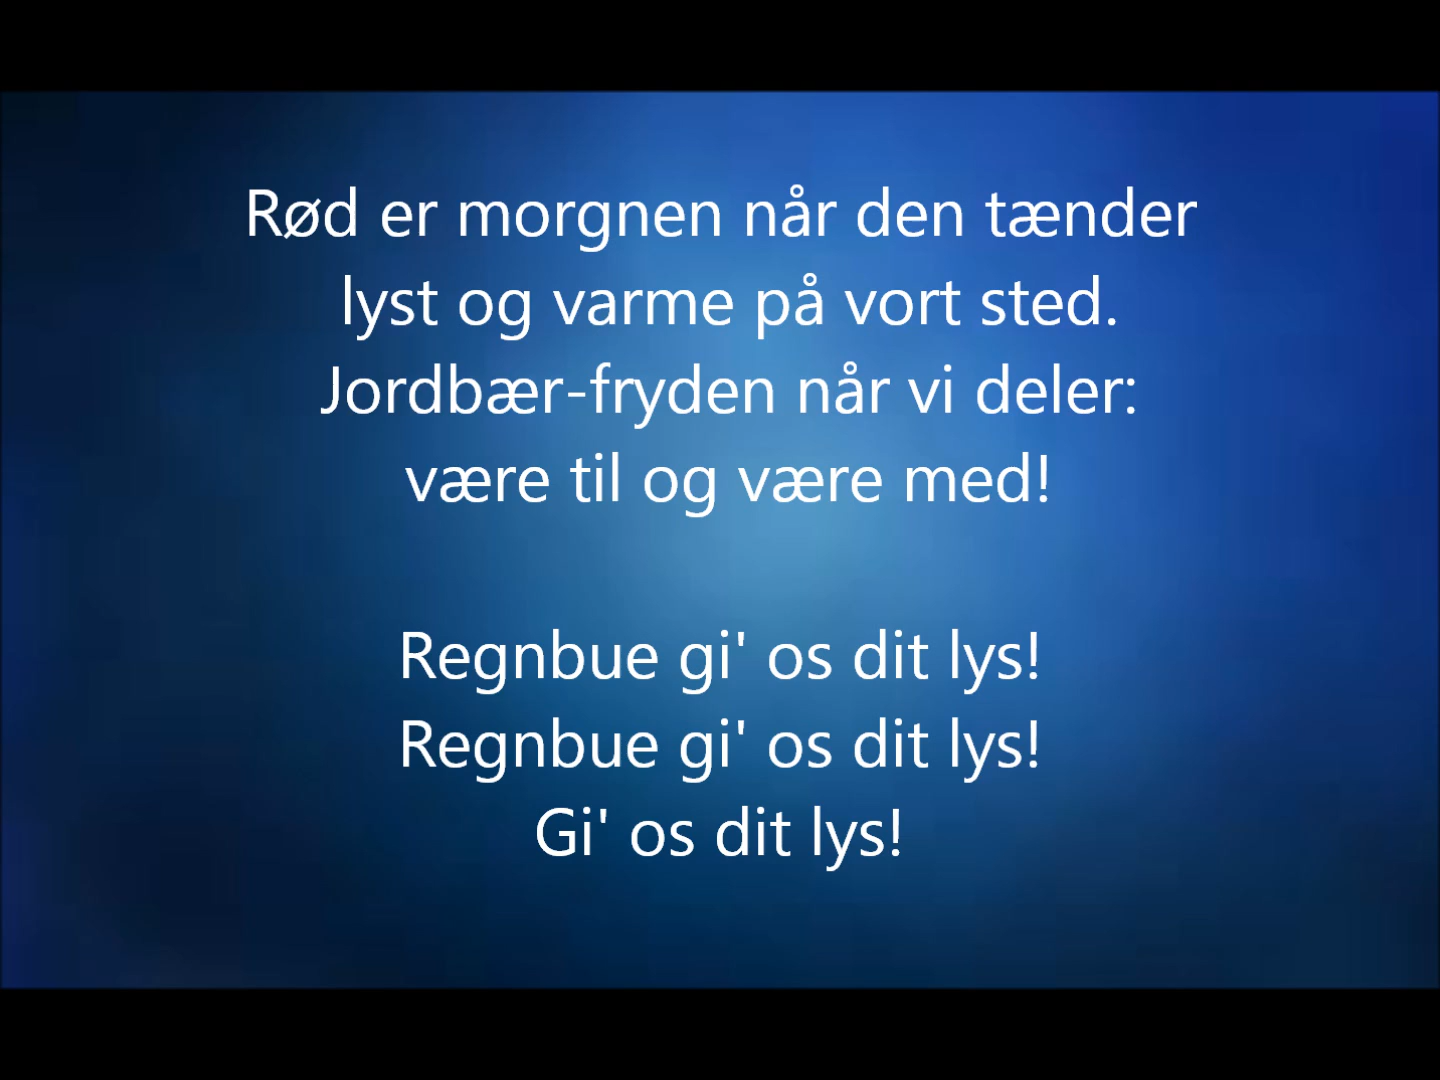 Rød er morgnen når den tænder
lyst og varme på vort sted.
Jordbær-fryden når vi deler:
være til og være med!
Regnbue gi' os dit lys!
Regnbue gi' os dit lys!
Gi' os dit lys!